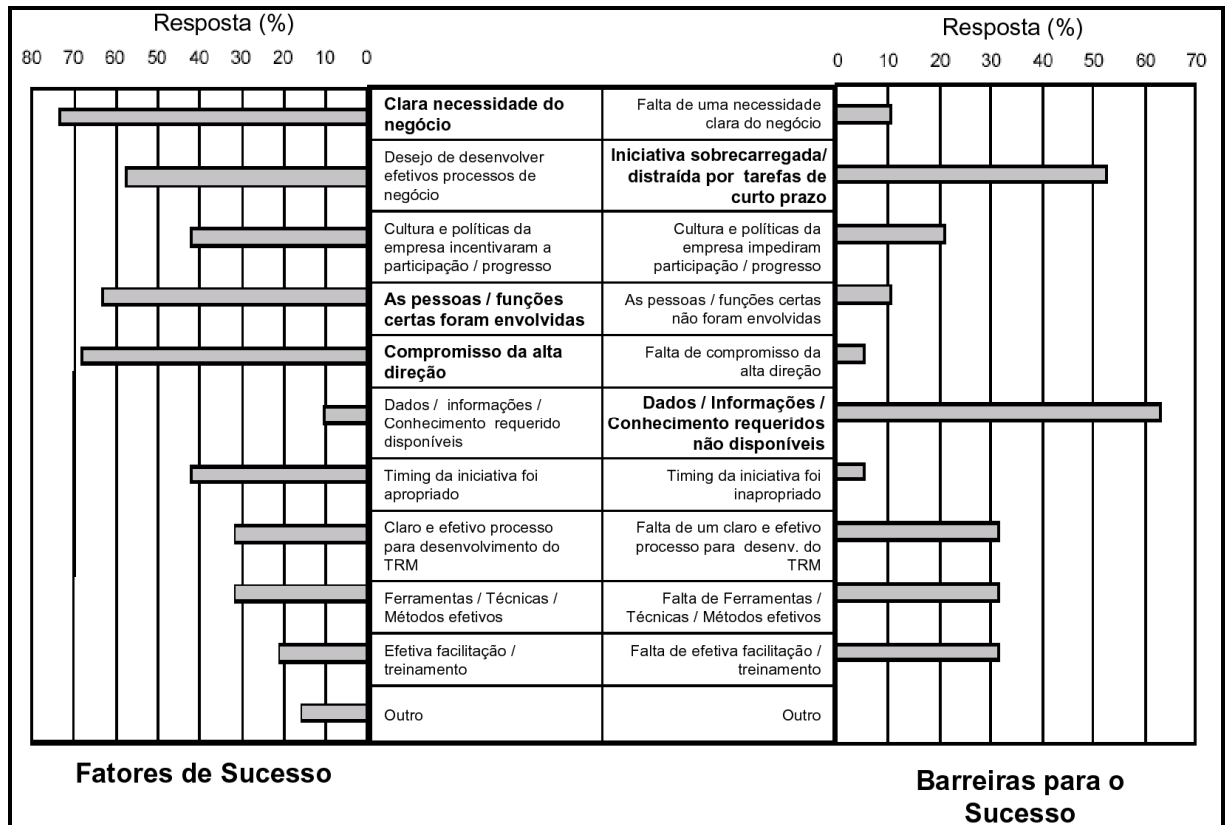 Resposta (%)
80 70 60 50 40 30 20 10 0
Resposta (%)
0 10 20 30 40 50 60 70
Clara necessidade do
negócio
Falta de uma necessidade
clara do negócio
Desejo de desenvolver
efetivos processos de
negócio
Iniciativa sobrecarregada/
distraída por tarefas de
curto prazo
Cultura e políticas da
empresa incentivaram a
participação / progresso
Cultura e políticas da
empresa impediram
participação / progresso
As pessoas / funções
certas foram envolvidas
As pessoas / funções certas
não foram envolvidas
Compromisso da alta
direção
Falta de compromisso da
alta direção
Dados / informações /
Conhecimento requerido
disponíveis
Dados / Informações /
Conhecimento requeridos
não disponíveis
Timing da iniciativa foi
apropriado
Timing da iniciativa foi
inapropriado
Claro e efetivo processo
para desenvolvimento do
TRM
Falta de um claro e efetivo
processo para desenv. do
TRM
Ferramentas / Técnicas /
Métodos efetivos
Falta de Ferramentas /
Técnicas / Métodos efetivos
Efetiva facilitação /
treinamento
Falta de efetiva facilitação /
treinamento
Outro
Outro
Fatores de Sucesso
Barreiras para o
Sucesso